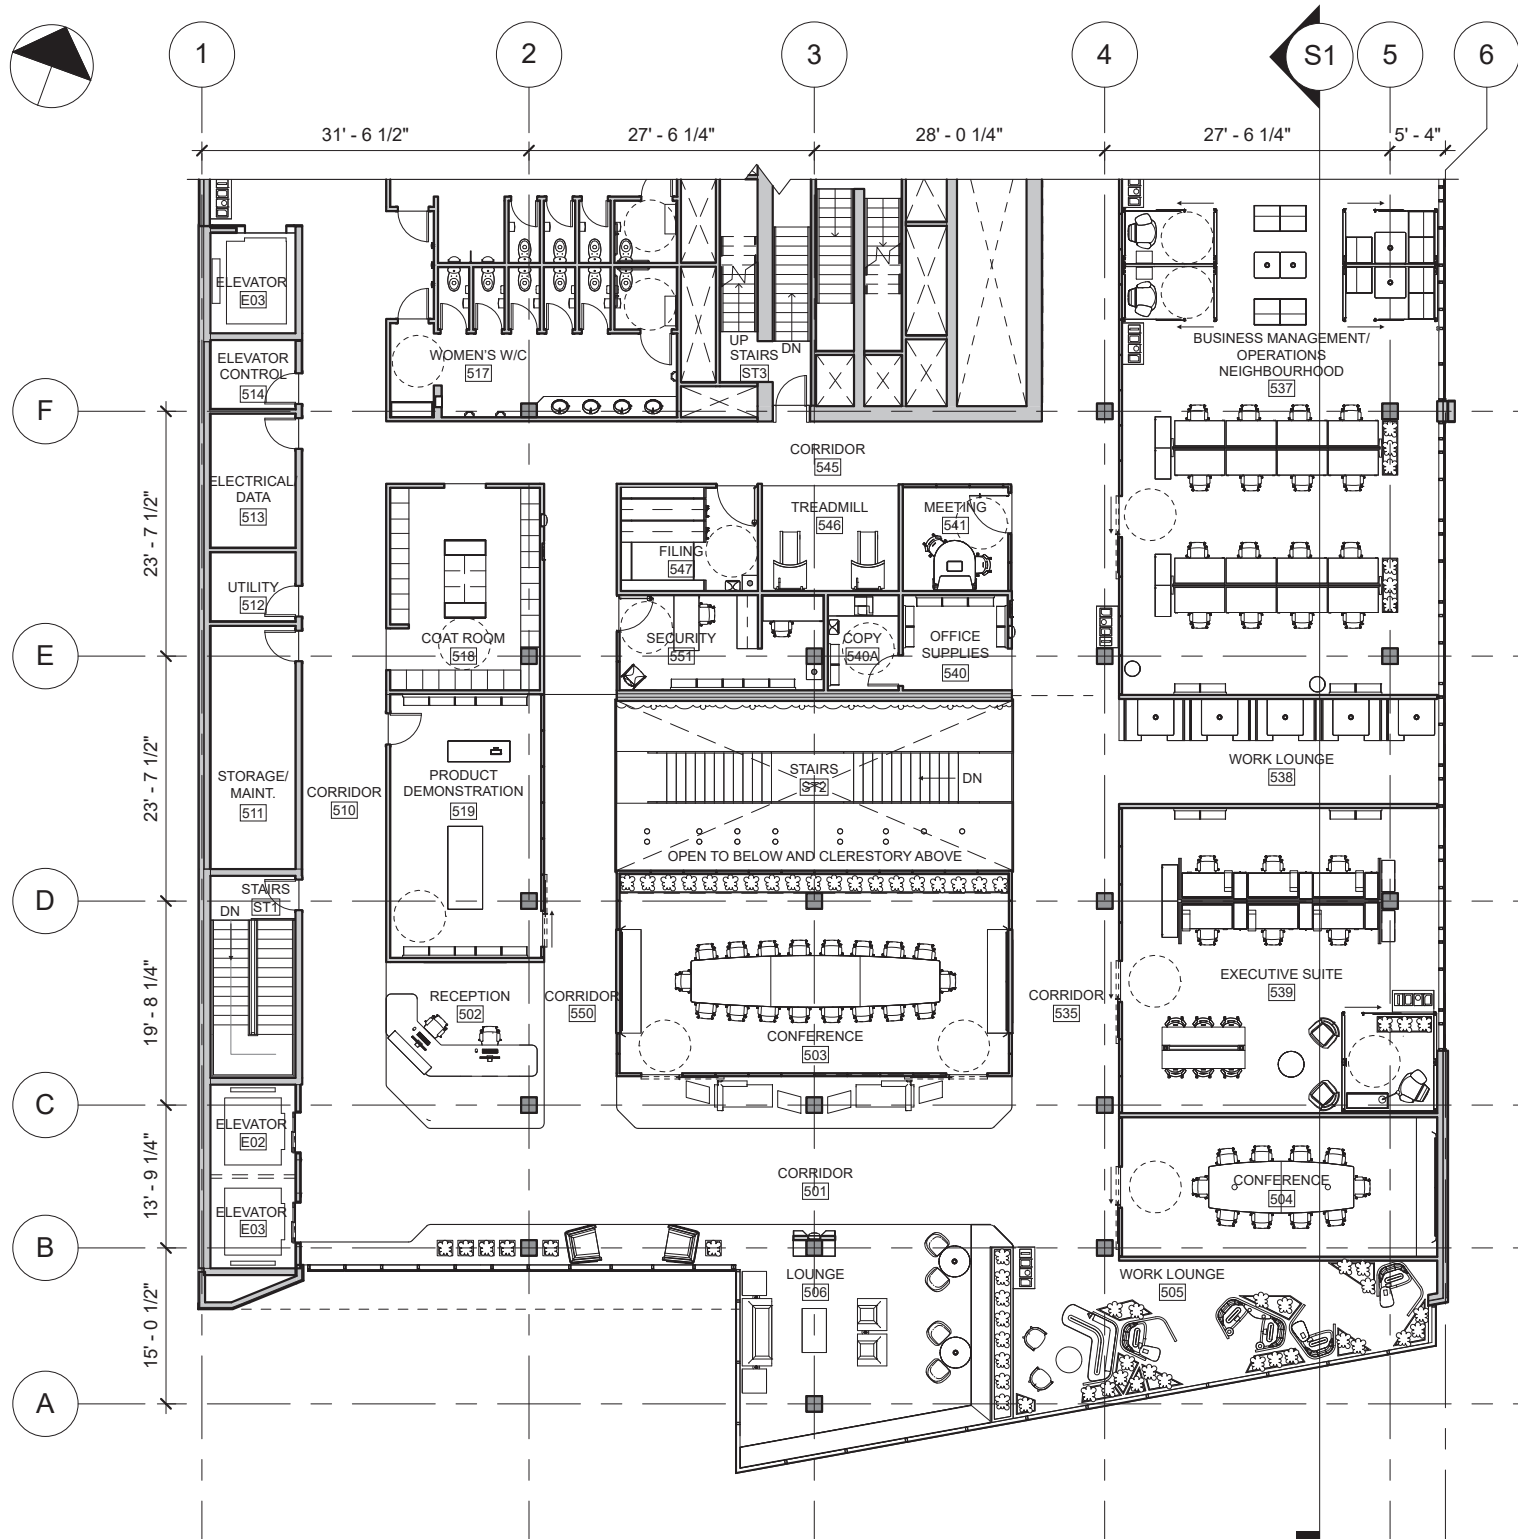 1
2
3
4
S1
5
6
31' - 6 1/2"
27' - 6 1/4"
28' - 0 1/4"
27' - 6 1/4"
5' - 4"
ELEVATOR
E03
ELEVATOR
CONTROL
514
WOMEN'S W/C
517
UP
STAIRS
DN
ST3
BUSINESS MANAGEMENT/
OPERATIONS
NEIGHBOURHOOD
537
F
CORRIDOR
545
ELECTRICAL/
DATA
513
23' - 7 1/2"
UTILITY
512
COAT ROOM
518
FILING
547
TREADMILL
546
MEETING
541
SECURITY
551
COPY
540A
OFFICE
SUPPLIES
540
E
23' - 7 1/2"
STORAGE/
MAINT.
511
CORRIDOR
510
PRODUCT
DEMONSTRATION
519
STAIRS
ST2
DN
OPEN TO BELOW AND CLERESTORY ABOVE
WORK LOUNGE
538
D
STAIRS
ST1
DN
19' - 8 1/4"
RECEPTION
502
CORRIDOR
550
CONFERENCE
503
CORRIDOR
535
EXECUTIVE SUITE
539
C
ELEVATOR
E02
13' - 9 1/4"
ELEVATOR
E03
CORRIDOR
501
CONFERENCE
504
B
LOUNGE
506
WORK LOUNGE
505
15' - 0 1/2"
A